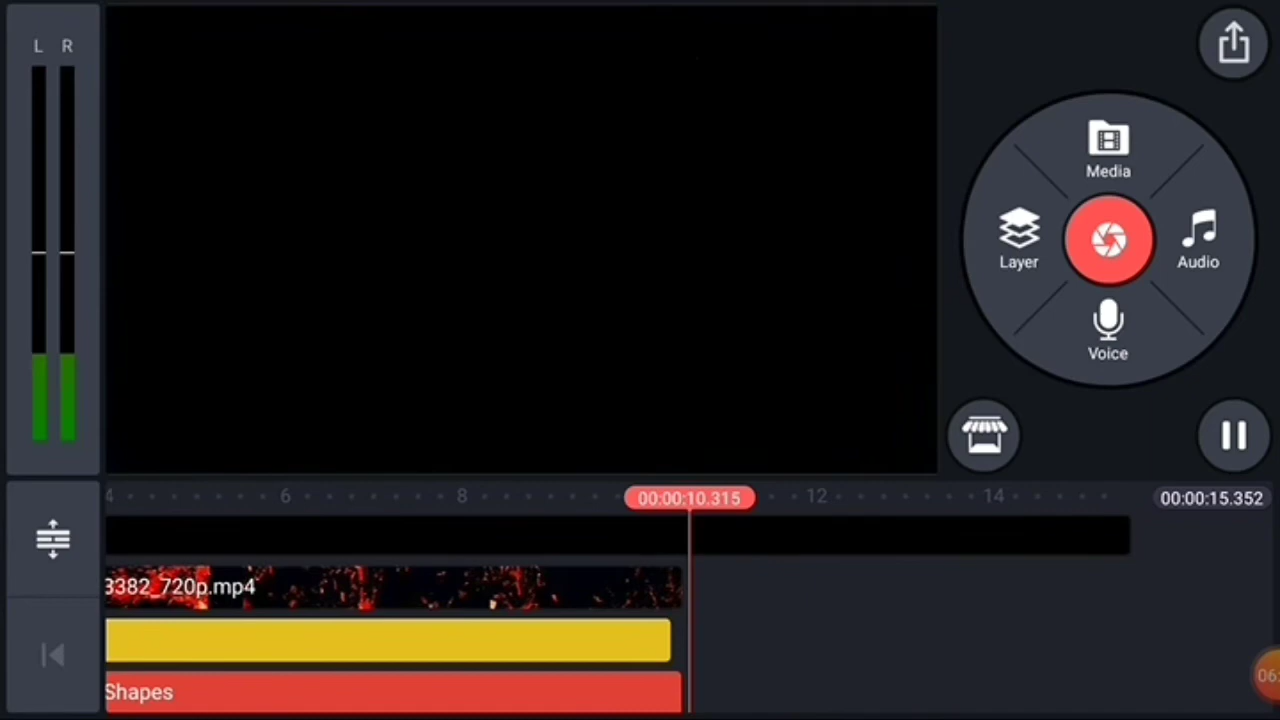 L R
Media
Layer
Audio
Voice
4 6 8 12 14
00:00:10.315
00:00:15.352
3382_720p.mp4
Shapes
06: